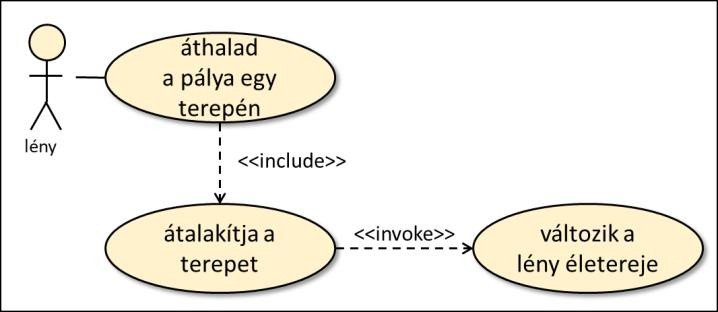 áthalad
a pálya egy
terepén
lény
<<include>>
átalakítja a
terepet
<<invoke>>
változik a
lény életereje